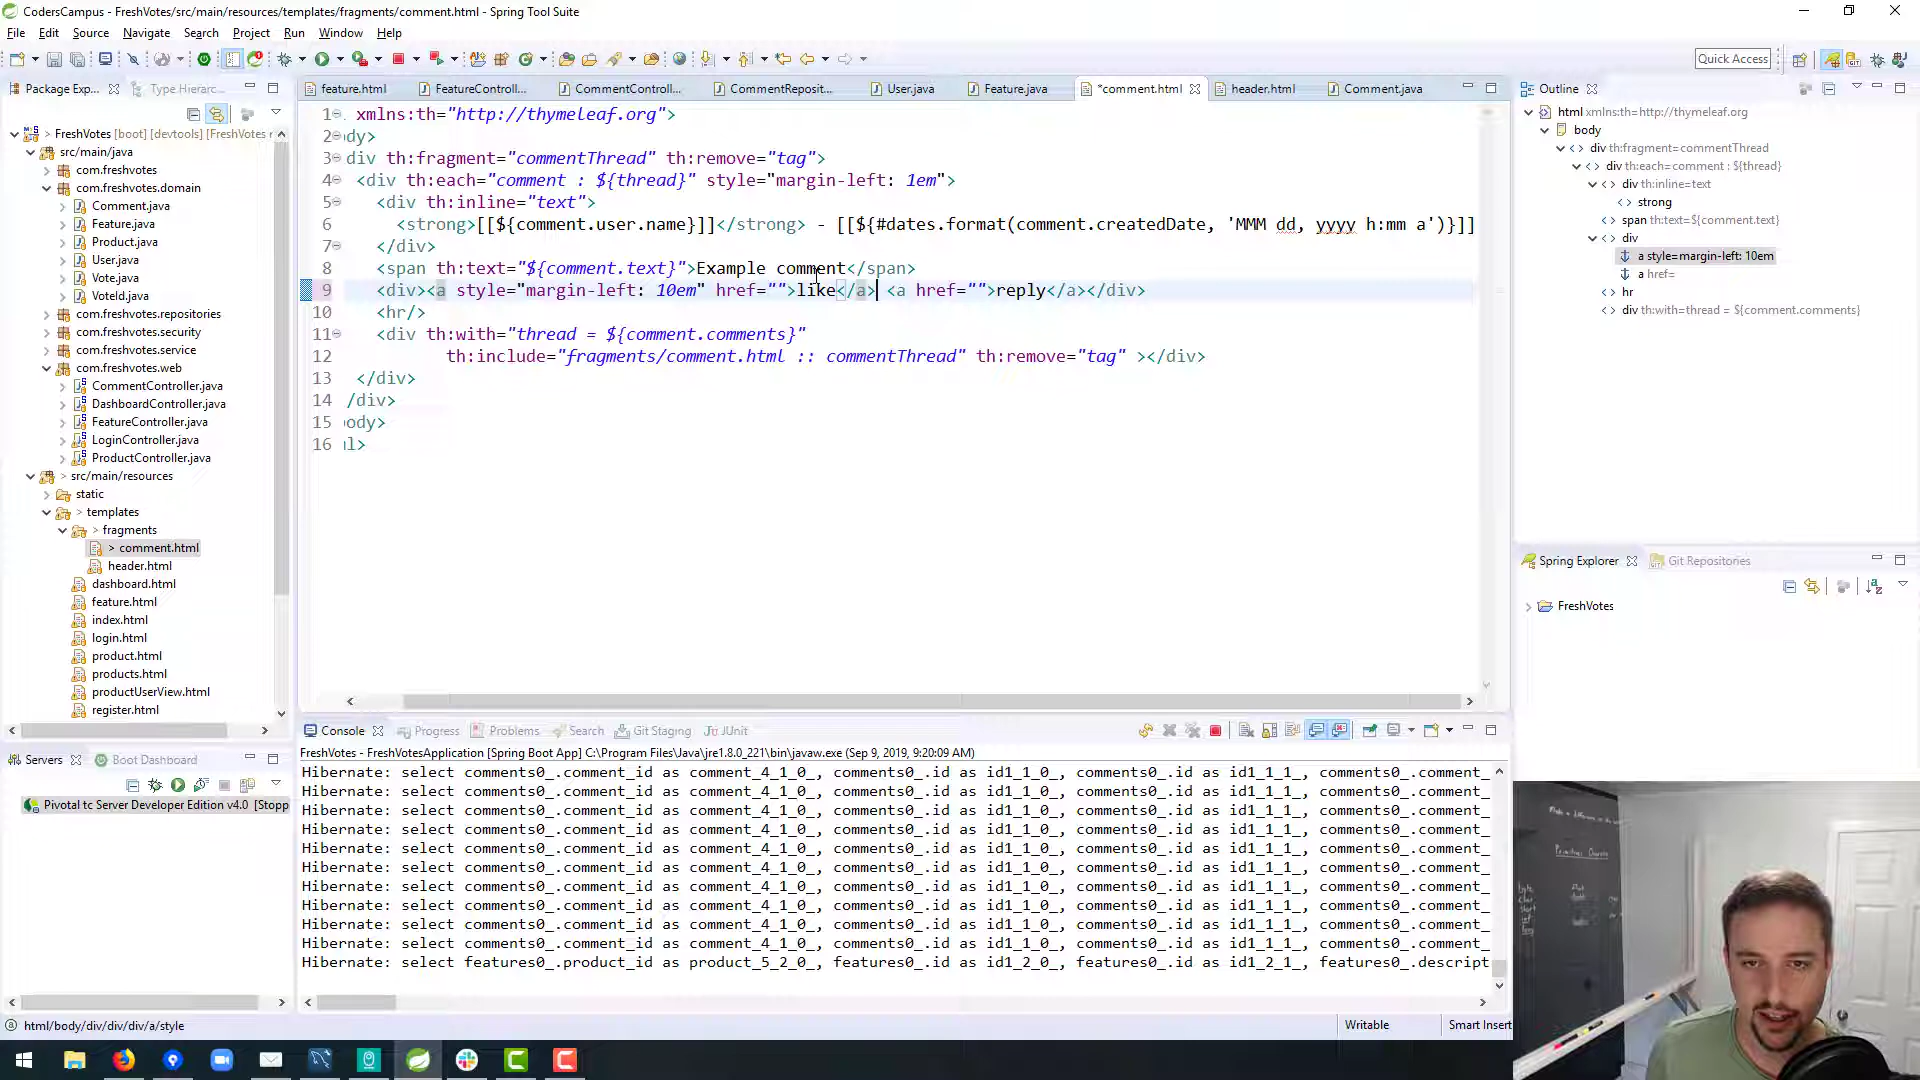 CodersCampus - FreshVotes/src/main/resources/templates/fragments/comment.html - Spring Tool Suite
File Edit Source Navigate Search Project Run Window Help
Quick Access
Package Exp... Type Hierarc...
feature.html FeatureControll... CommentControll... CommentReposit... User.java Feature.java *comment.html header.html Comment.java
Outline
FreshVotes [boot] [devtools] [FreshVotes r
src/main/java
com.freshvotes
com.freshvotes.domain
Comment.java
Feature.java
Product.java
User.java
Vote.java
VoteId.java
com.freshvotes.repositories
com.freshvotes.security
com.freshvotes.service
com.freshvotes.web
CommentController.java
DashboardController.java
FeatureController.java
LoginController.java
ProductController.java
> src/main/resources
static
> templates
> fragments
> comment.html
header.html
dashboard.html
feature.html
index.html
login.html
product.html
products.html
productUserView.html
register.html
1 xmlns:th="http://thymeleaf.org">
2 dy>
3 div th:fragment="commentThread" th:remove="tag">
4 <div th:each="comment : ${thread}" style="margin-left: 1em">
5 <div th:inline="text">
6 <strong>[[${comment.user.name}]]</strong> - [[${#dates.format(comment.createdDate, 'MMM dd, yyyy h:mm a')}]]
7 </div>
8 <span th:text="${comment.text}">Example comment</span>
9 <div><a style="margin-left: 10em" href="">like</a> <a href="">reply</a></div>
10 <hr/>
11 <div th:with="thread = ${comment.comments}"
12 th:include="fragments/comment.html :: commentThread" th:remove="tag" ></div>
13 </div>
14 /div>
15 ody>
16 l>
html xmlns:th=http://thymeleaf.org
body
div th:fragment=commentThread
div th:each=comment : ${thread}
div th:inline=text
strong
span th:text=${comment.text}
div
a style=margin-left: 10em
a href=
hr
div th:with=thread = ${comment.comments}
Spring Explorer Git Repositories
FreshVotes
Servers Boot Dashboard
Pivotal tc Server Developer Edition v4.0 [Stopp
Console Progress Problems Search Git Staging JUnit
FreshVotes - FreshVotesApplication [Spring Boot App] C:\Program Files\Java\jre1.8.0_221\bin\javaw.exe (Sep 9, 2019, 9:20:09 AM)
Hibernate: select comments0_.comment_id as comment_4_1_0_, comments0_.id as id1_1_0_, comments0_.id as id1_1_1_, comments0_.comment_
Hibernate: select comments0_.comment_id as comment_4_1_0_, comments0_.id as id1_1_0_, comments0_.id as id1_1_1_, comments0_.comment_
Hibernate: select comments0_.comment_id as comment_4_1_0_, comments0_.id as id1_1_0_, comments0_.id as id1_1_1_, comments0_.comment_
Hibernate: select comments0_.comment_id as comment_4_1_0_, comments0_.id as id1_1_0_, comments0_.id as id1_1_1_, comments0_.comment_
Hibernate: select comments0_.comment_id as comment_4_1_0_, comments0_.id as id1_1_0_, comments0_.id as id1_1_1_, comments0_.comment_
Hibernate: select comments0_.comment_id as comment_4_1_0_, comments0_.id as id1_1_0_, comments0_.id as id1_1_1_, comments0_.comment_
Hibernate: select comments0_.comment_id as comment_4_1_0_, comments0_.id as id1_1_0_, comments0_.id as id1_1_1_, comments0_.comment_
Hibernate: select comments0_.comment_id as comment_4_1_0_, comments0_.id as id1_1_0_, comments0_.id as id1_1_1_, comments0_.comment_
Hibernate: select comments0_.comment_id as comment_4_1_0_, comments0_.id as id1_1_0_, comments0_.id as id1_1_1_, comments0_.comment_
Hibernate: select comments0_.comment_id as comment_4_1_0_, comments0_.id as id1_1_0_, comments0_.id as id1_1_1_, comments0_.comment_
Hibernate: select features0_.product_id as product_5_2_0_, features0_.id as id1_2_0_, features0_.id as id1_2_1_, features0_.descript
html/body/div/div/div/a/style
Writable Smart Insert